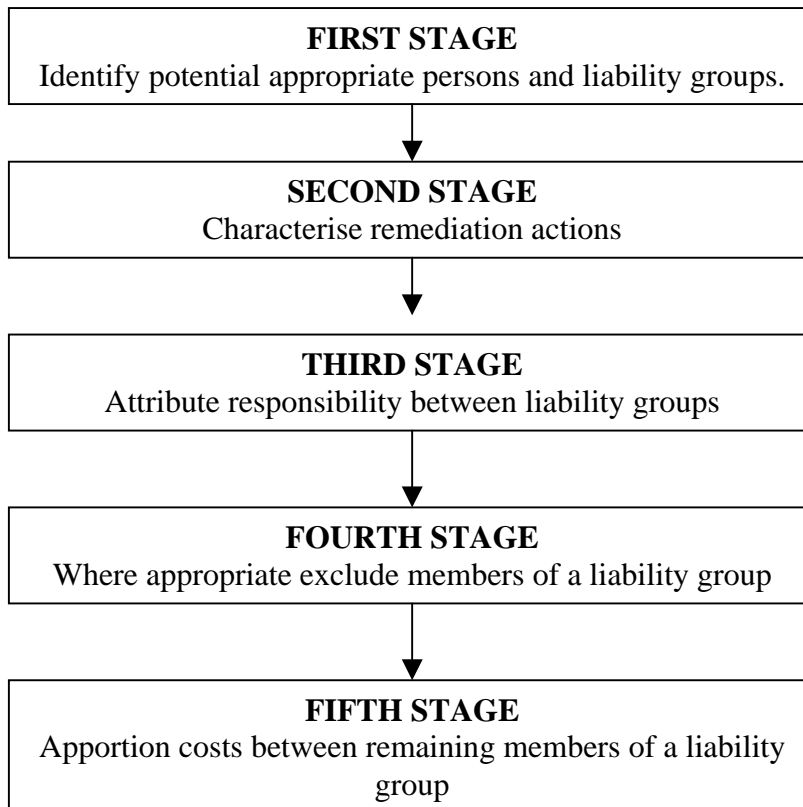 FIRST STAGE
Identify potential appropriate persons and liability groups.
SECOND STAGE
Characterise remediation actions
THIRD STAGE
Attribute responsibility between liability groups
FOURTH STAGE
Where appropriate exclude members of a liability group
FIFTH STAGE
Apportion costs between remaining members of a liability
group